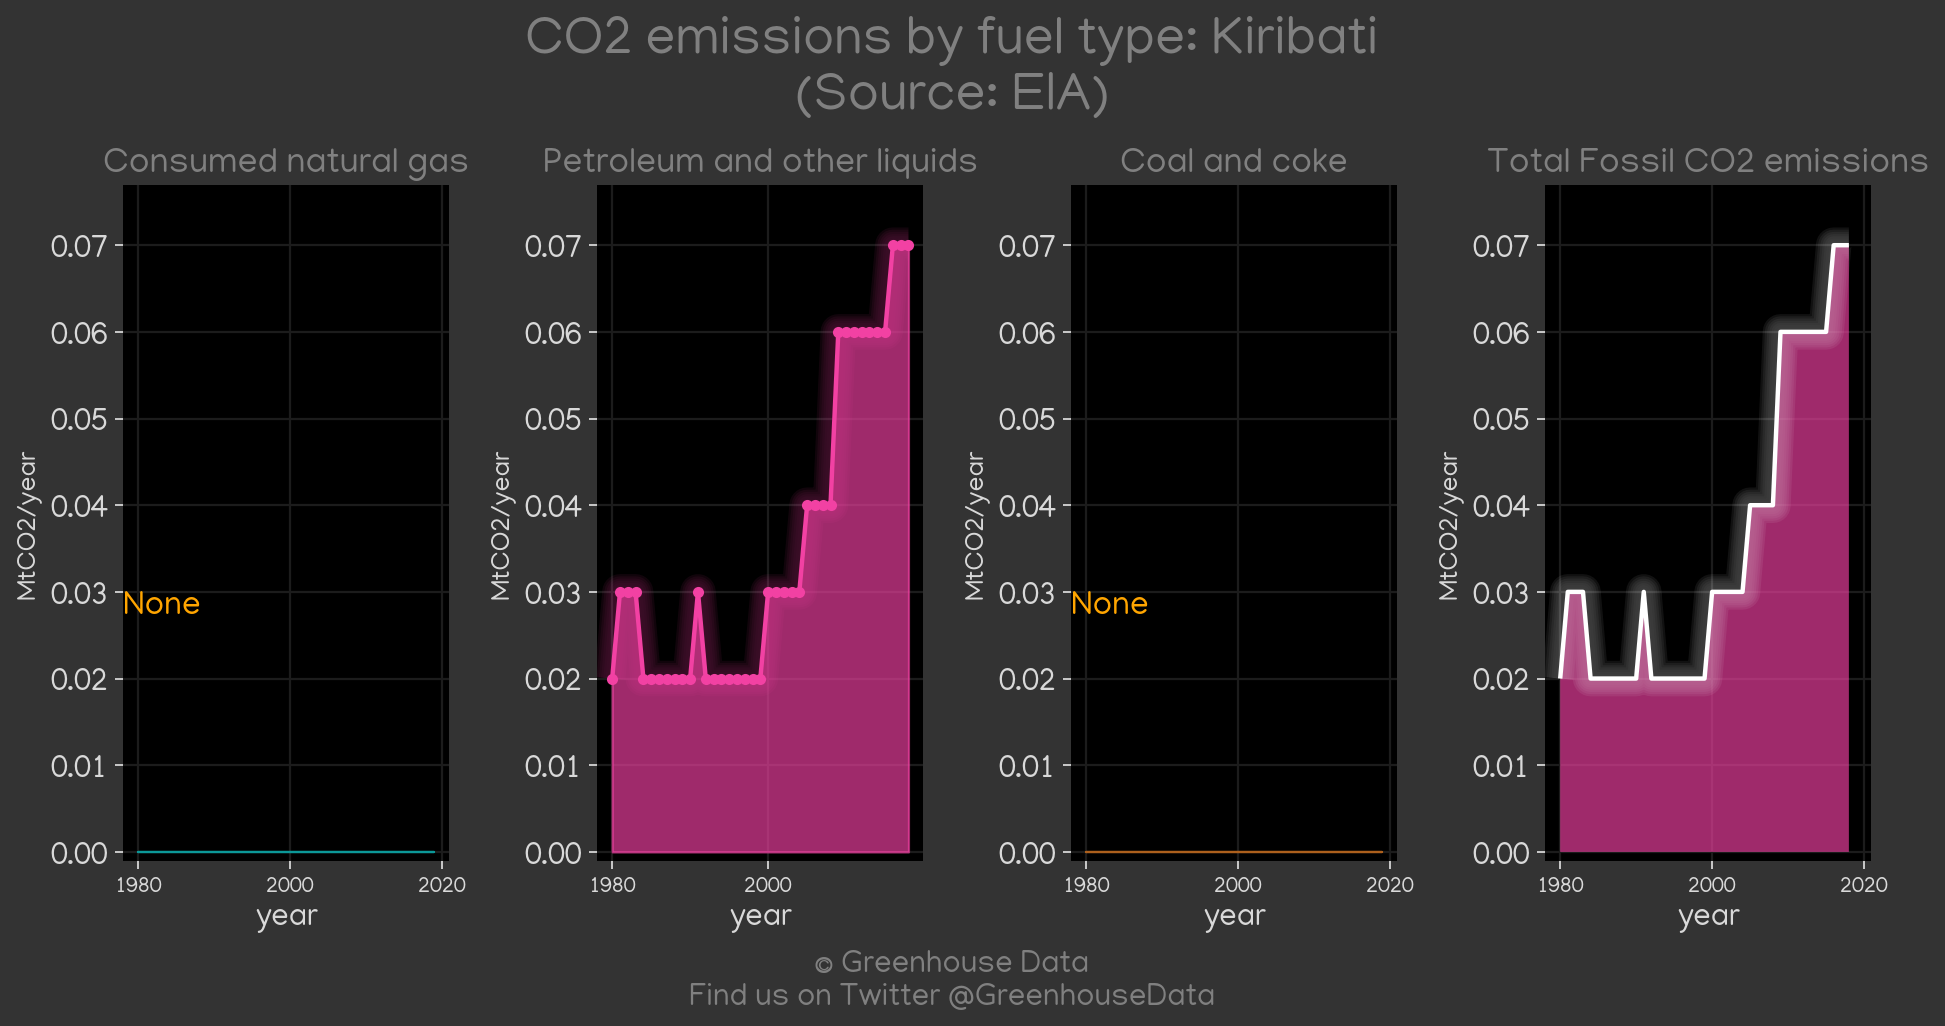 CO2 emissions by fuel type: Kiribati
(Source: EIA)
Consumed natural gas
Petroleum and other liquids
Coal and coke
Total Fossil CO2 emissions
MtCO2/year
0.07
0.06
0.05
0.04
0.03
0.02
0.01
0.00
None
1980 2000 2020
year
MtCO2/year
0.07
0.06
0.05
0.04
0.03
0.02
0.01
0.00
1980 2000
year
MtCO2/year
0.07
0.06
0.05
0.04
0.03
0.02
0.01
0.00
None
1980 2000 2020
year
MtCO2/year
0.07
0.06
0.05
0.04
0.03
0.02
0.01
0.00
1980 2000 2020
year
© Greenhouse Data
Find us on Twitter @GreenhouseData